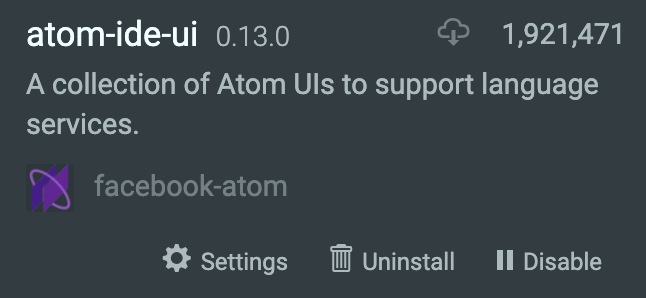 atom-ide-ui 0.13.0 1,921,471
A collection of Atom UIs to support language
services.
facebook-atom
Settings Uninstall Disable